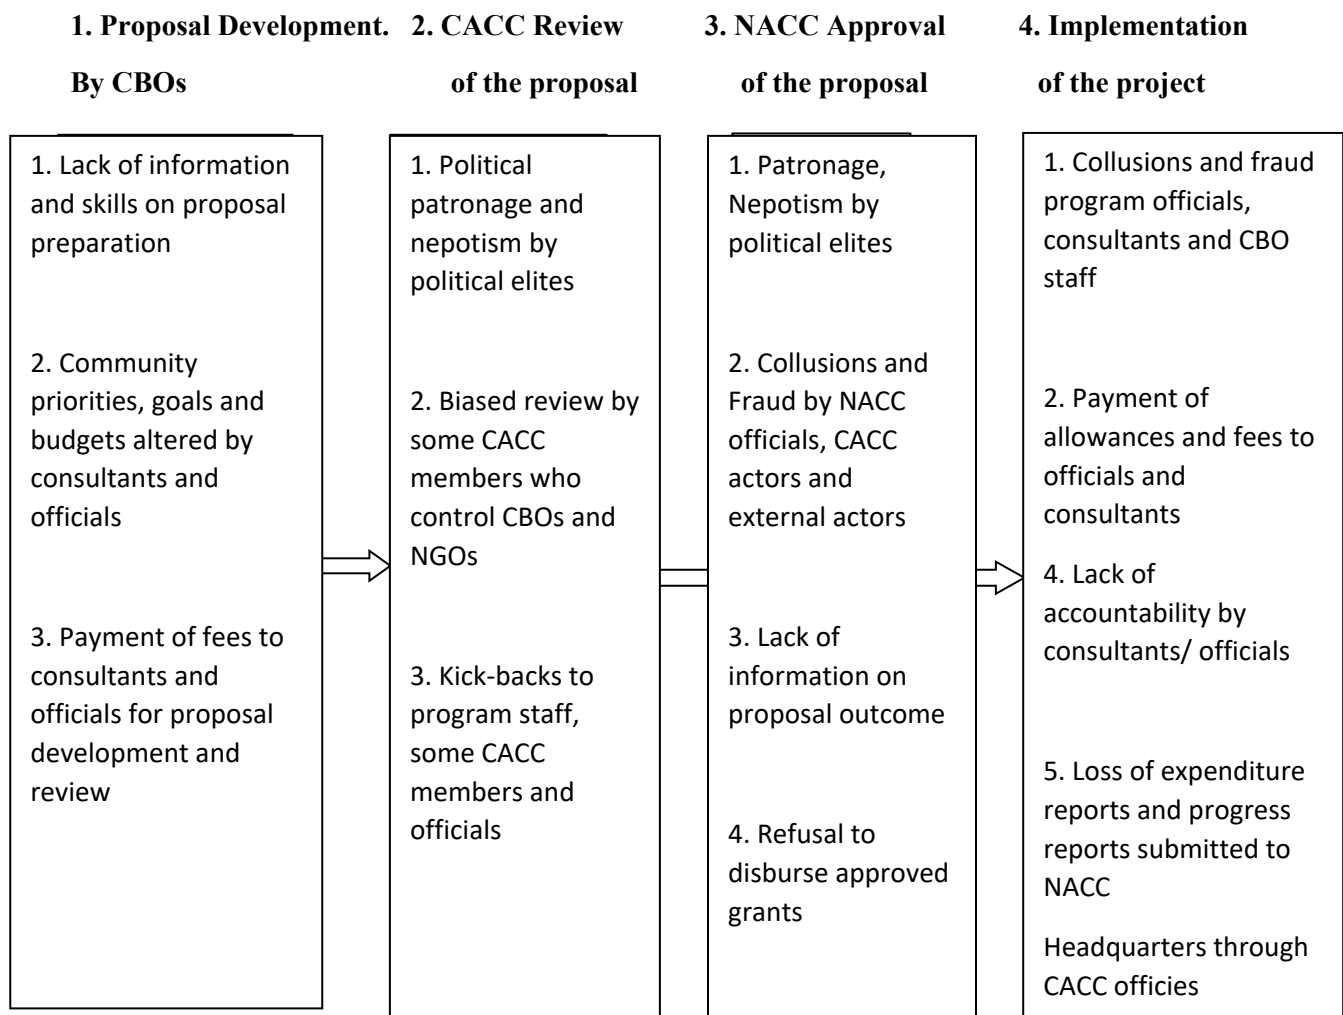 1. Proposal Development.
By CBOs
2. CACC Review
of the proposal
3. NACC Approval
of the proposal
4. Implementation
of the project
1. Lack of information
and skills on proposal
preparation
2. Community
priorities, goals and
budgets altered by
consultants and
officials
3. Payment of fees to
consultants and
officials for proposal
development and
review
1. Political
patronage and
nepotism by
political elites
2. Biased review by
some CACC
members who
control CBOs and
NGOs
3. Kick-backs to
program staff,
some CACC
members and
officials
1. Patronage,
Nepotism by
political elites
2. Collusions and
Fraud by NACC
officials, CACC
actors and
external actors
3. Lack of
information on
proposal outcome
4. Refusal to
disburse approved
grants
1. Collusions and fraud
program officials,
consultants and CBO
staff
2. Payment of
allowances and fees to
officials and
consultants
4. Lack of
accountability by
consultants/ officials
5. Loss of expenditure
reports and progress
reports submitted to
NACC
Headquarters through
CACC officies